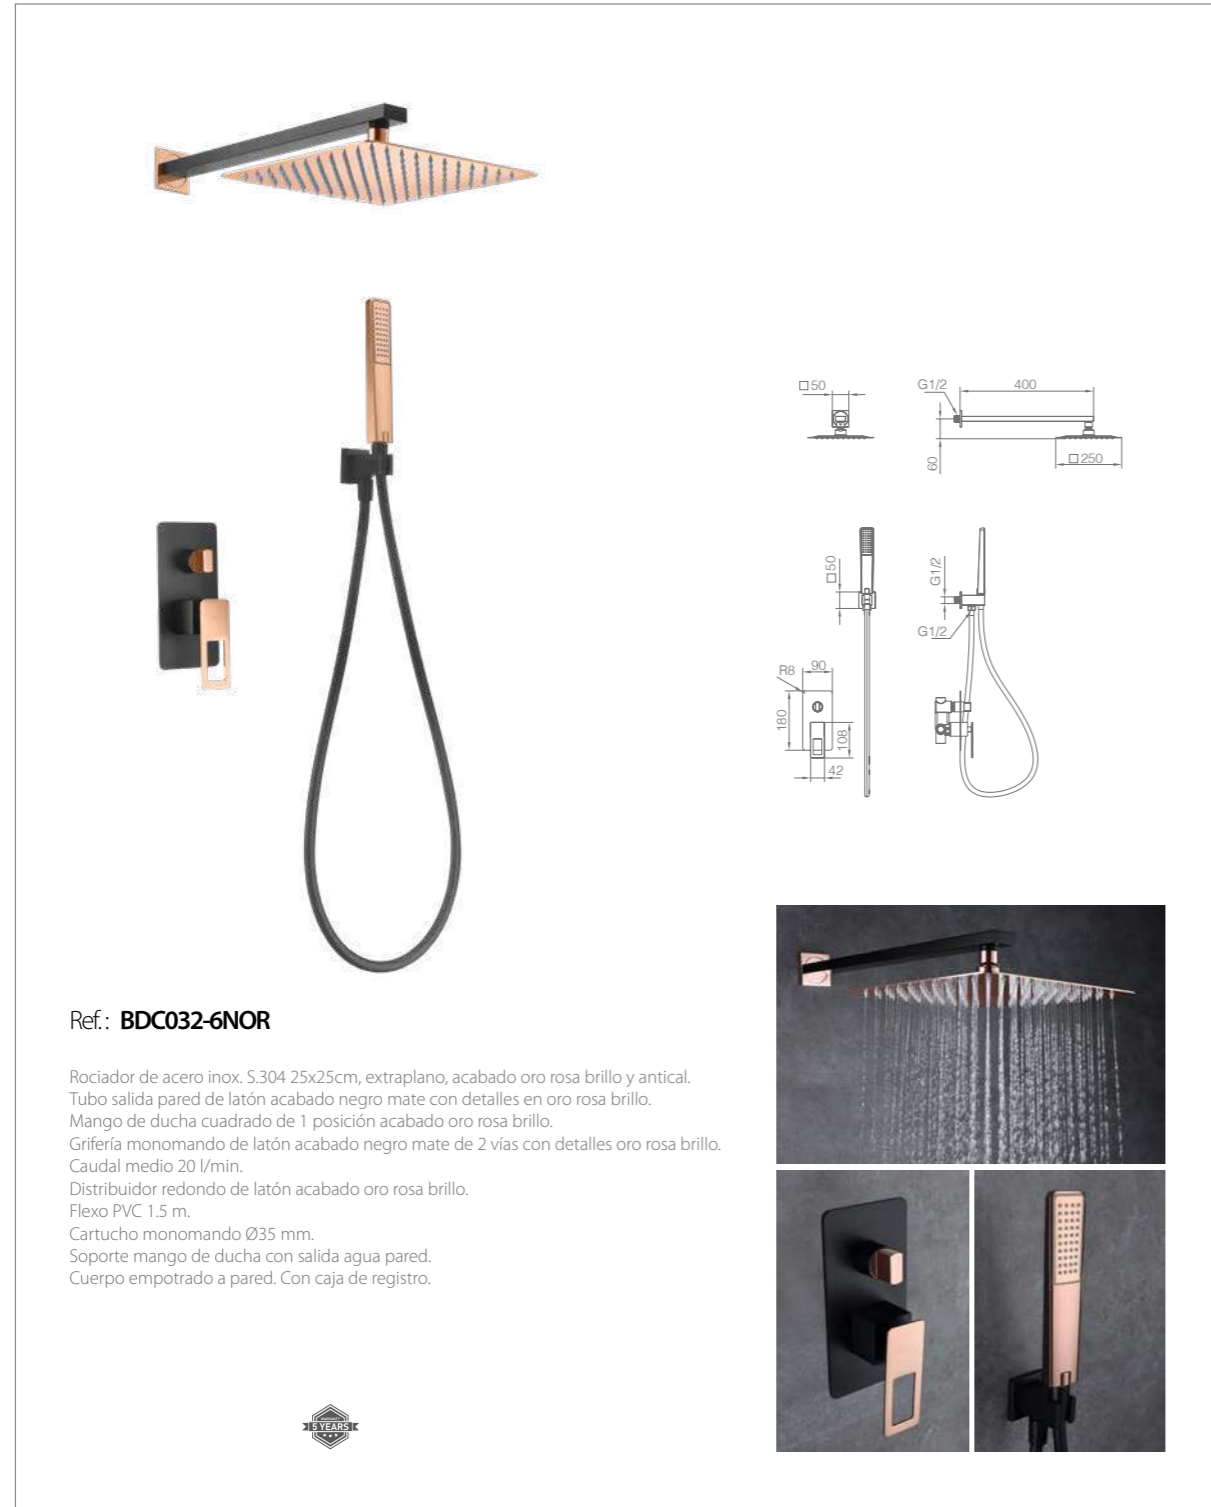 □50
G1/2
400
60
□250
□50
G1/2
G1/2
R8
90
180
108
42
Ref.: BDC032-6NOR
Rociador de acero inox. S.304 25x25cm, extraplano, acabado oro rosa brillo y antical.
Tubo salida pared de latón acabado negro mate con detalles en oro rosa brillo.
Mango de ducha cuadrado de 1 posición acabado oro rosa brillo.
Grifería monomando de latón acabado negro mate de 2 vías con detalles oro rosa brillo.
Caudal medio 20 l/min.
Distribuidor redondo de latón acabado oro rosa brillo.
Flexo PVC 1.5 m.
Cartucho monomando Ø35 mm.
Soporte mango de ducha con salida agua pared.
Cuerpo empotrado a pared. Con caja de registro.
5 YEARS